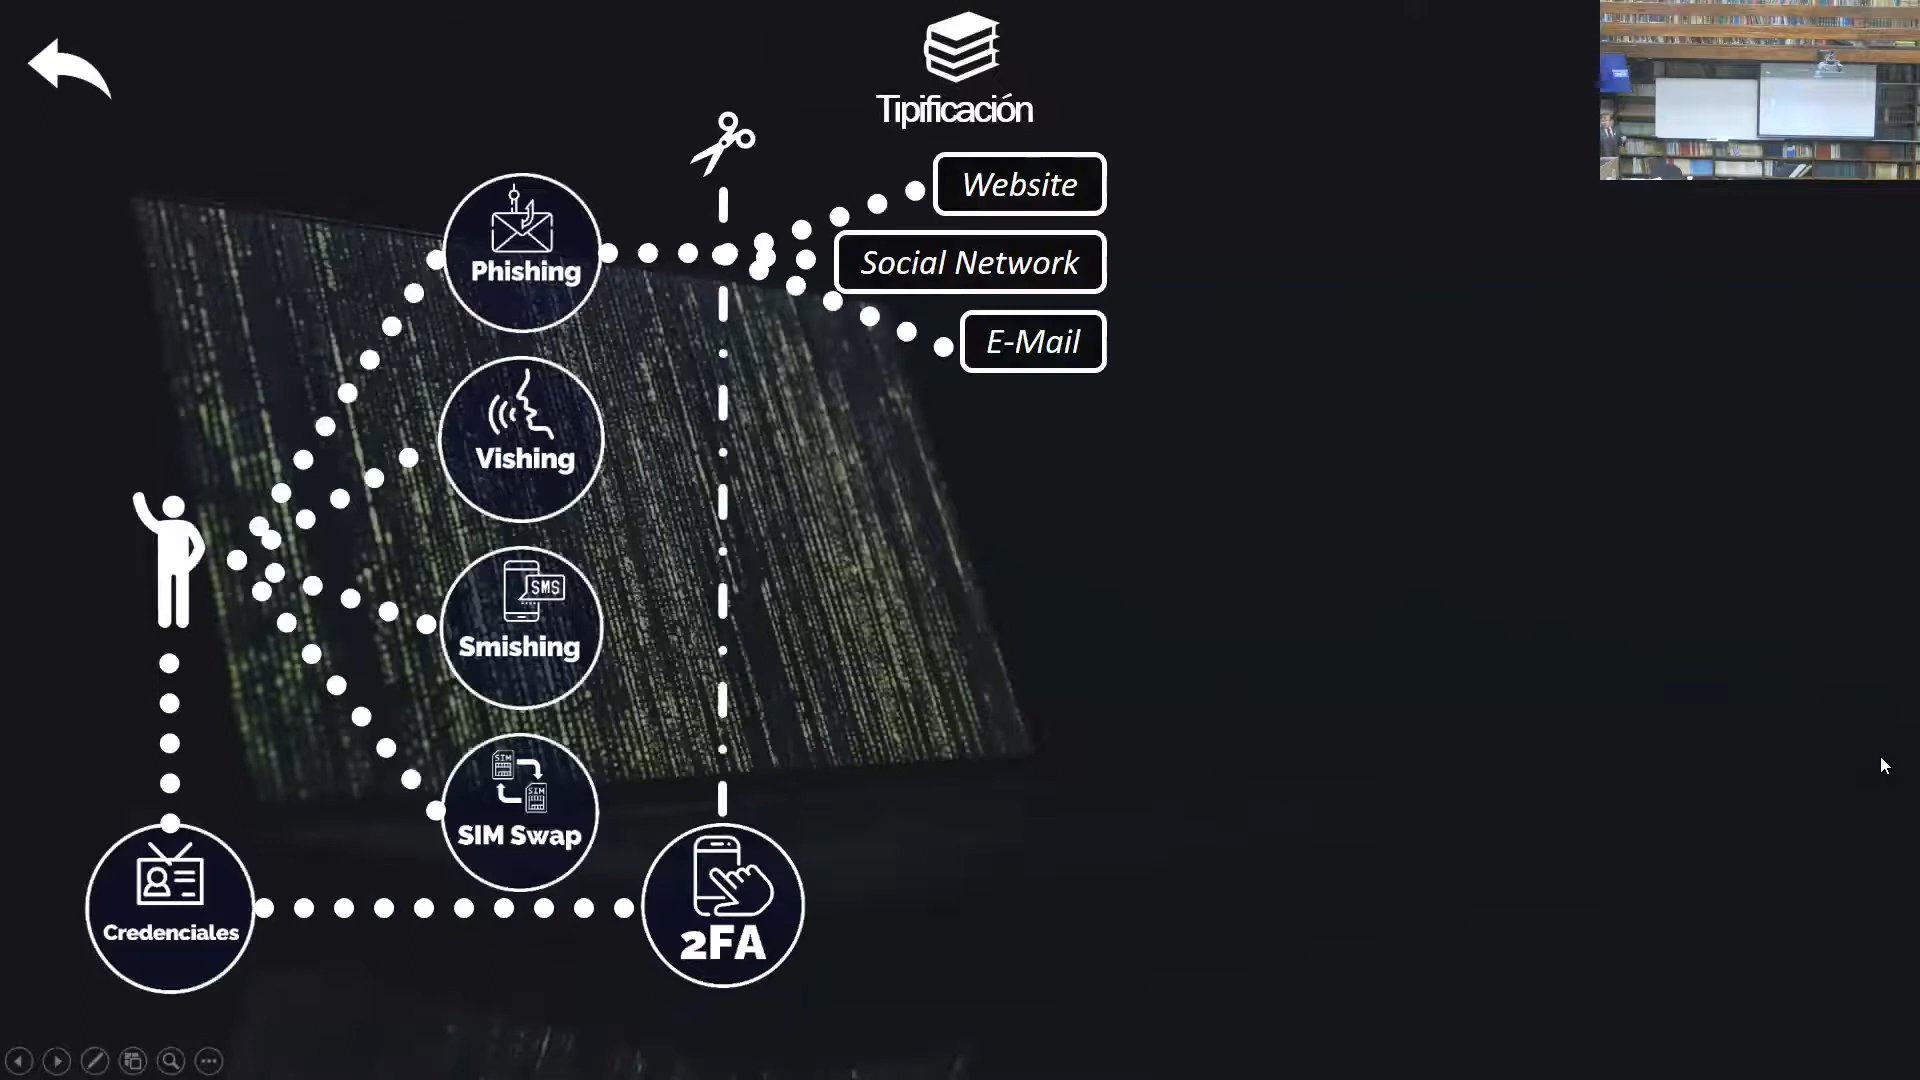 Tipificación
Website
Phishing
Social Network
E-Mail
Vishing
SMS
Smishing
SIM
SIM
SIM Swap
Credenciales
2FA